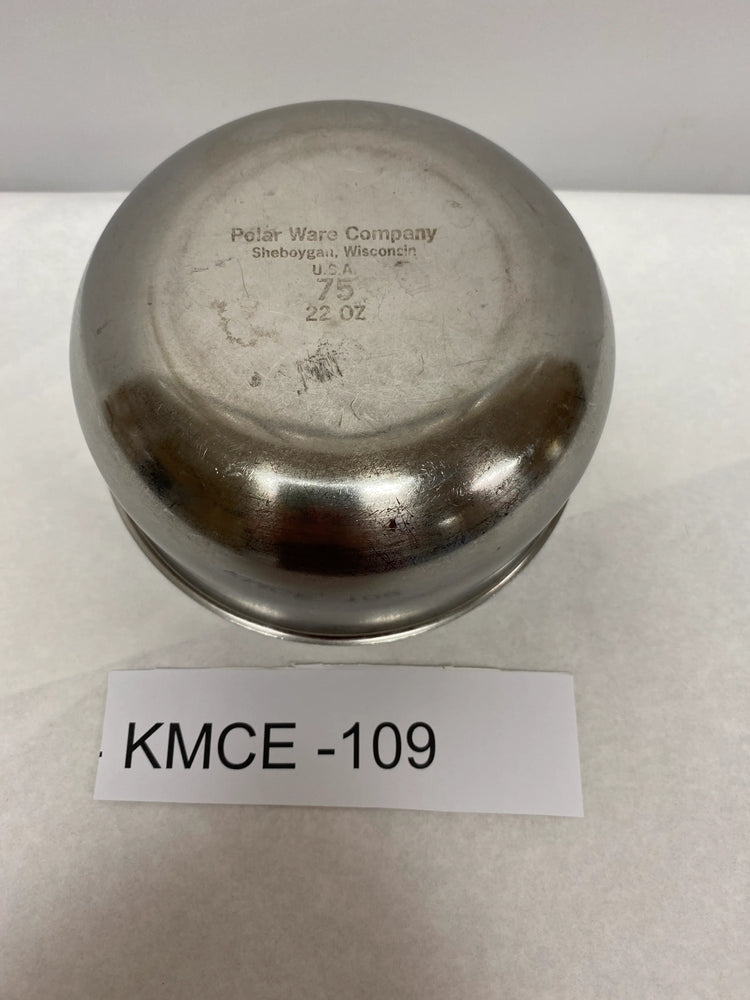 Polar Ware Company
Sheboygan, Wisconsin
U.S.A.
75
22 OZ
KMCE -109